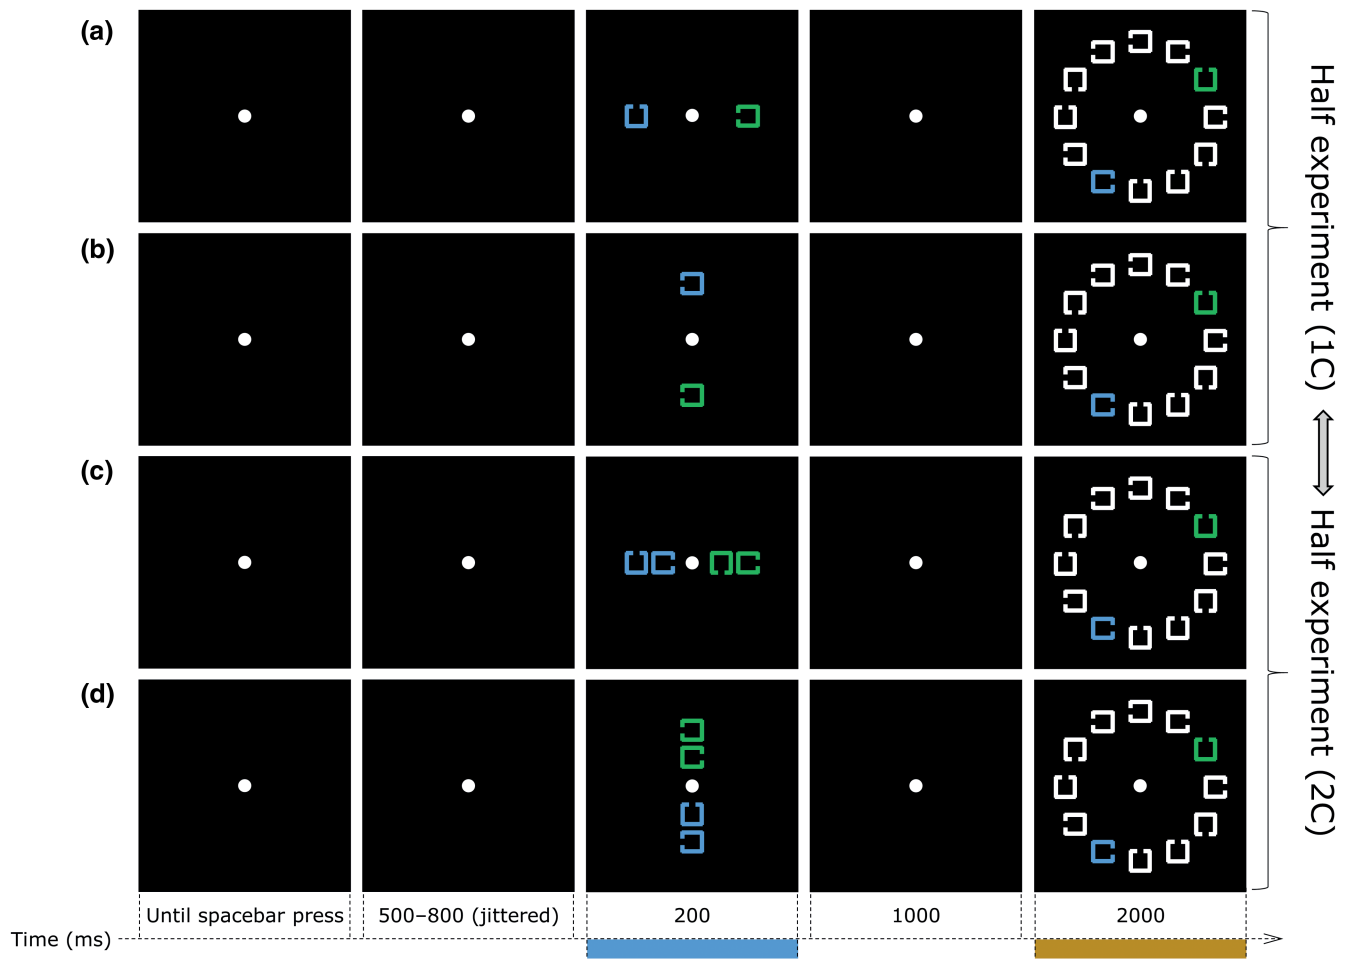 (a)
(b)
(c)
(d)
Half experiment (1C)
Half experiment (2C)
Until spacebar press
500–800 (jittered)
200
1000
2000
Time (ms)